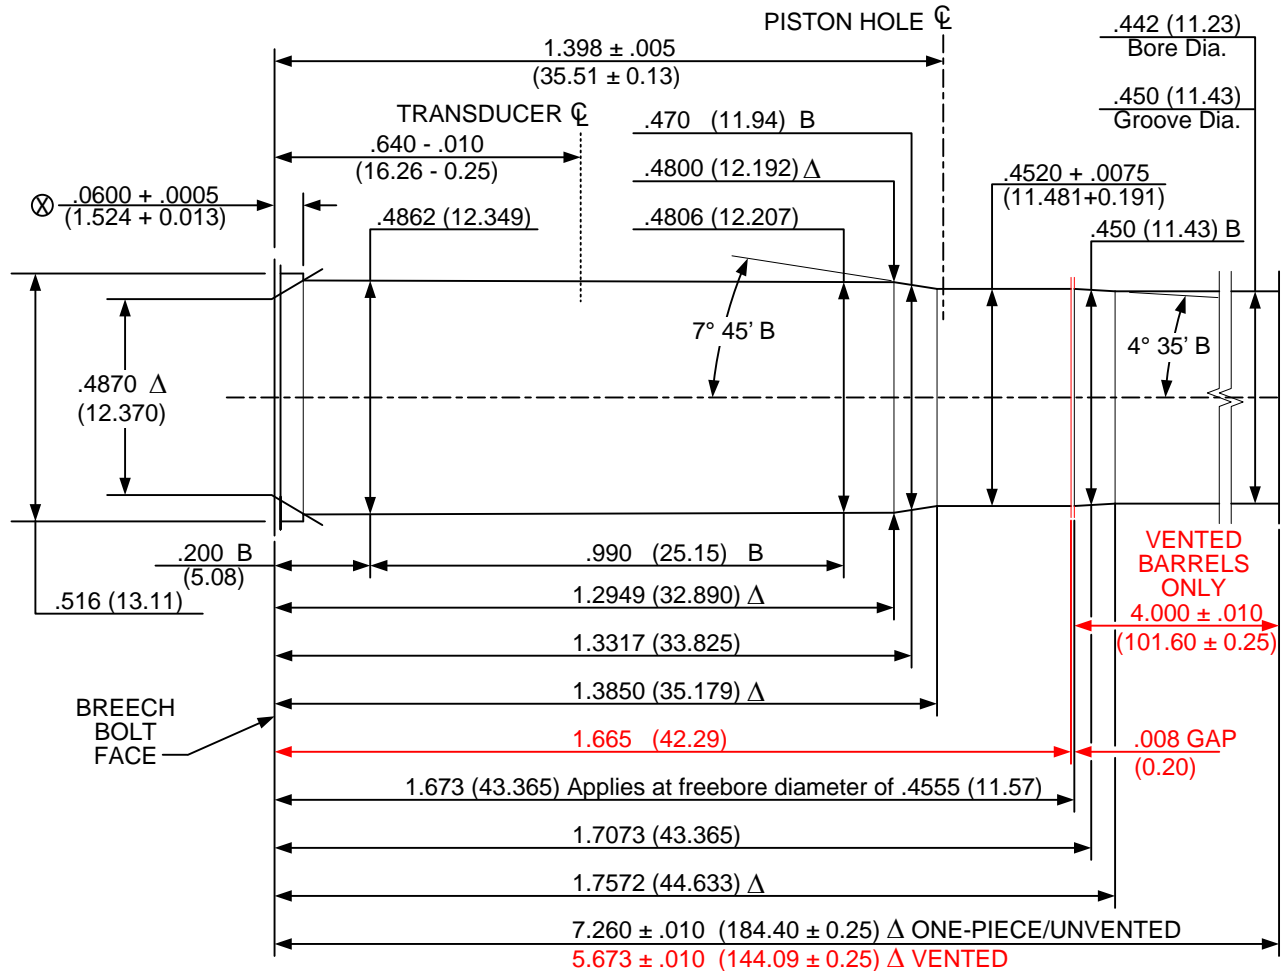 PISTON HOLE ℄
.442 (11.23)
Bore Dia.
1.398 ± .005
(35.51 ± 0.13)
.450 (11.43)
Groove Dia.
TRANSDUCER ℄
.470 (11.94) B
.640 - .010
(16.26 - 0.25)
.4800 (12.192) Δ
.4520 + .0075
(11.481+0.191)
Ⓧ .0600 + .0005
(1.524 + 0.013)
.4862 (12.349)
.4806 (12.207)
.450 (11.43) B
7° 45’ B
4° 35’ B
.4870 Δ
(12.370)
.200 B
(5.08)
.990 (25.15) B
VENTED
BARRELS
ONLY
4.000 ± .010
(101.60 ± 0.25)
.516 (13.11)
1.2949 (32.890) Δ
1.3317 (33.825)
1.3850 (35.179) Δ
BREECH
BOLT
FACE
1.665 (42.29)
.008 GAP
(0.20)
1.673 (43.365) Applies at freebore diameter of .4555 (11.57)
1.7073 (43.365)
1.7572 (44.633) Δ
7.260 ± .010 (184.40 ± 0.25) Δ ONE-PIECE/UNVENTED
5.673 ± .010 (144.09 ± 0.25) Δ VENTED